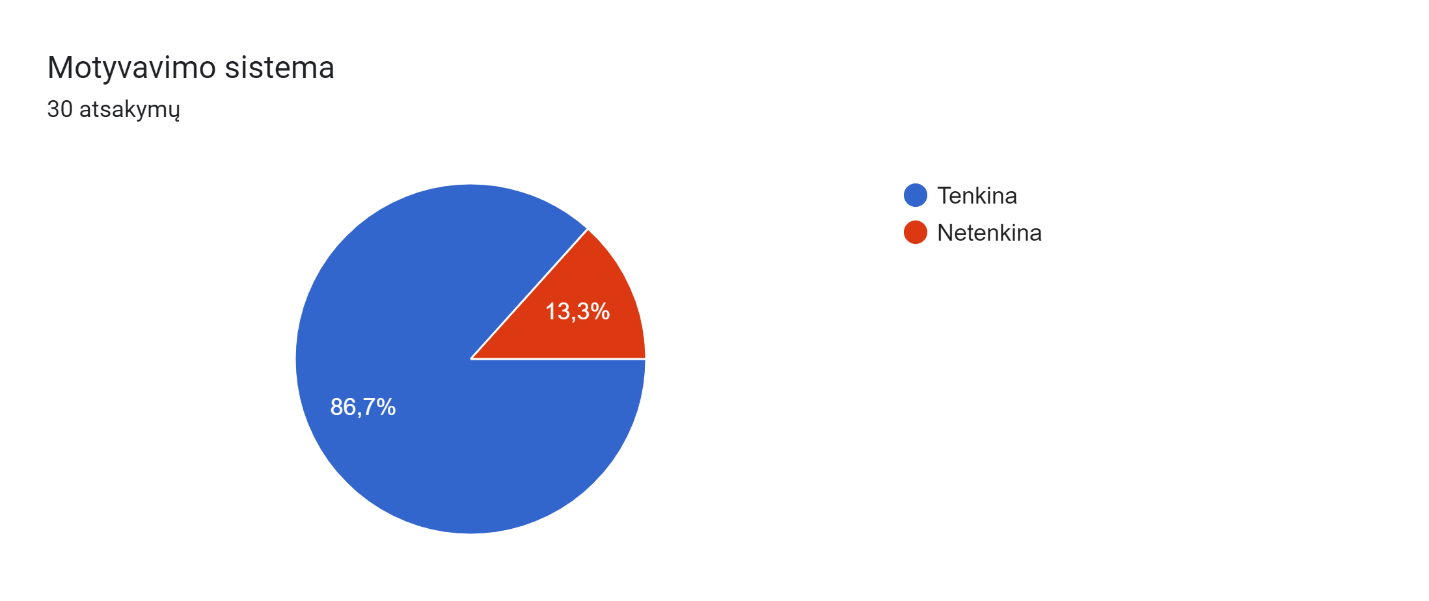 Motyvavimo sistema
30 atsakymų
Tenkina
Netenkina
13,3%
86,7%